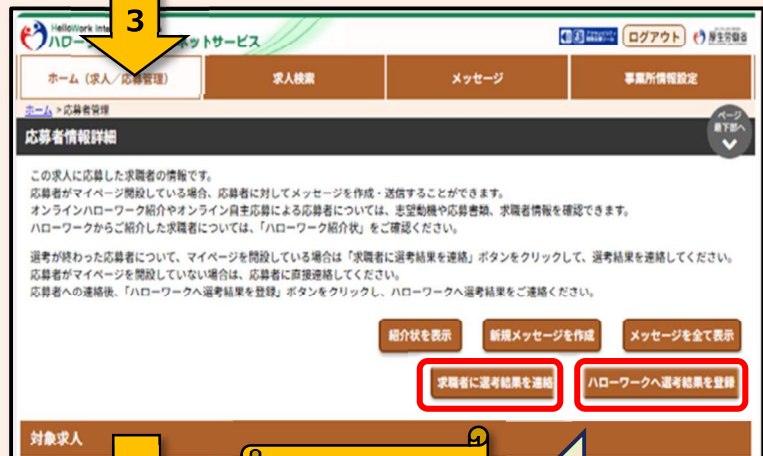 3
HelloWork Inte
ハローワ ネットサービス
ログアウト
厚生労働省
ホーム（求人／応募管理）
求人検索
メッセージ
事業所情報設定
ホーム > 応募者管理
ページ
最下部へ
応募者情報詳細
この求人に応募した求職者の情報です。
応募者がマイページ開設している場合、応募者に対してメッセージを作成・送信することができます。
オンラインハローワーク紹介やオンライン自主応募による応募者については、志望動機や応募書類、求職者情報を確認できます。
ハローワークからご紹介した求職者については、「ハローワーク紹介状」をご確認ください。
選考が終わった応募者について、マイページを開設している場合は「求職者に選考結果を連絡」ボタンをクリックして、選考結果を連絡してください。
応募者がマイページを開設していない場合は、応募者に直接連絡してください。
応募者への連絡後、「ハローワークへ選考結果を登録」ボタンをクリックし、ハローワークへ選考結果をご連絡ください。
紹介状を表示
新規メッセージを作成
メッセージを全て表示
求職者に選考結果を連絡
ハローワークへ選考結果を登録
対象求人